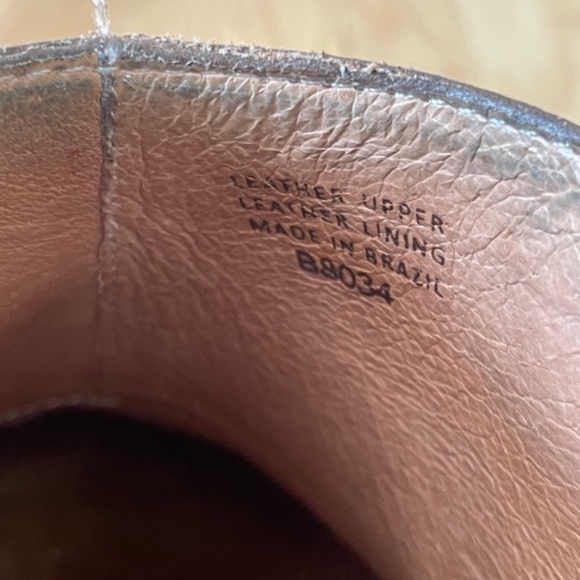 LEATHER UPPER
LEATHER LINING
MADE IN BRAZIL
B8034